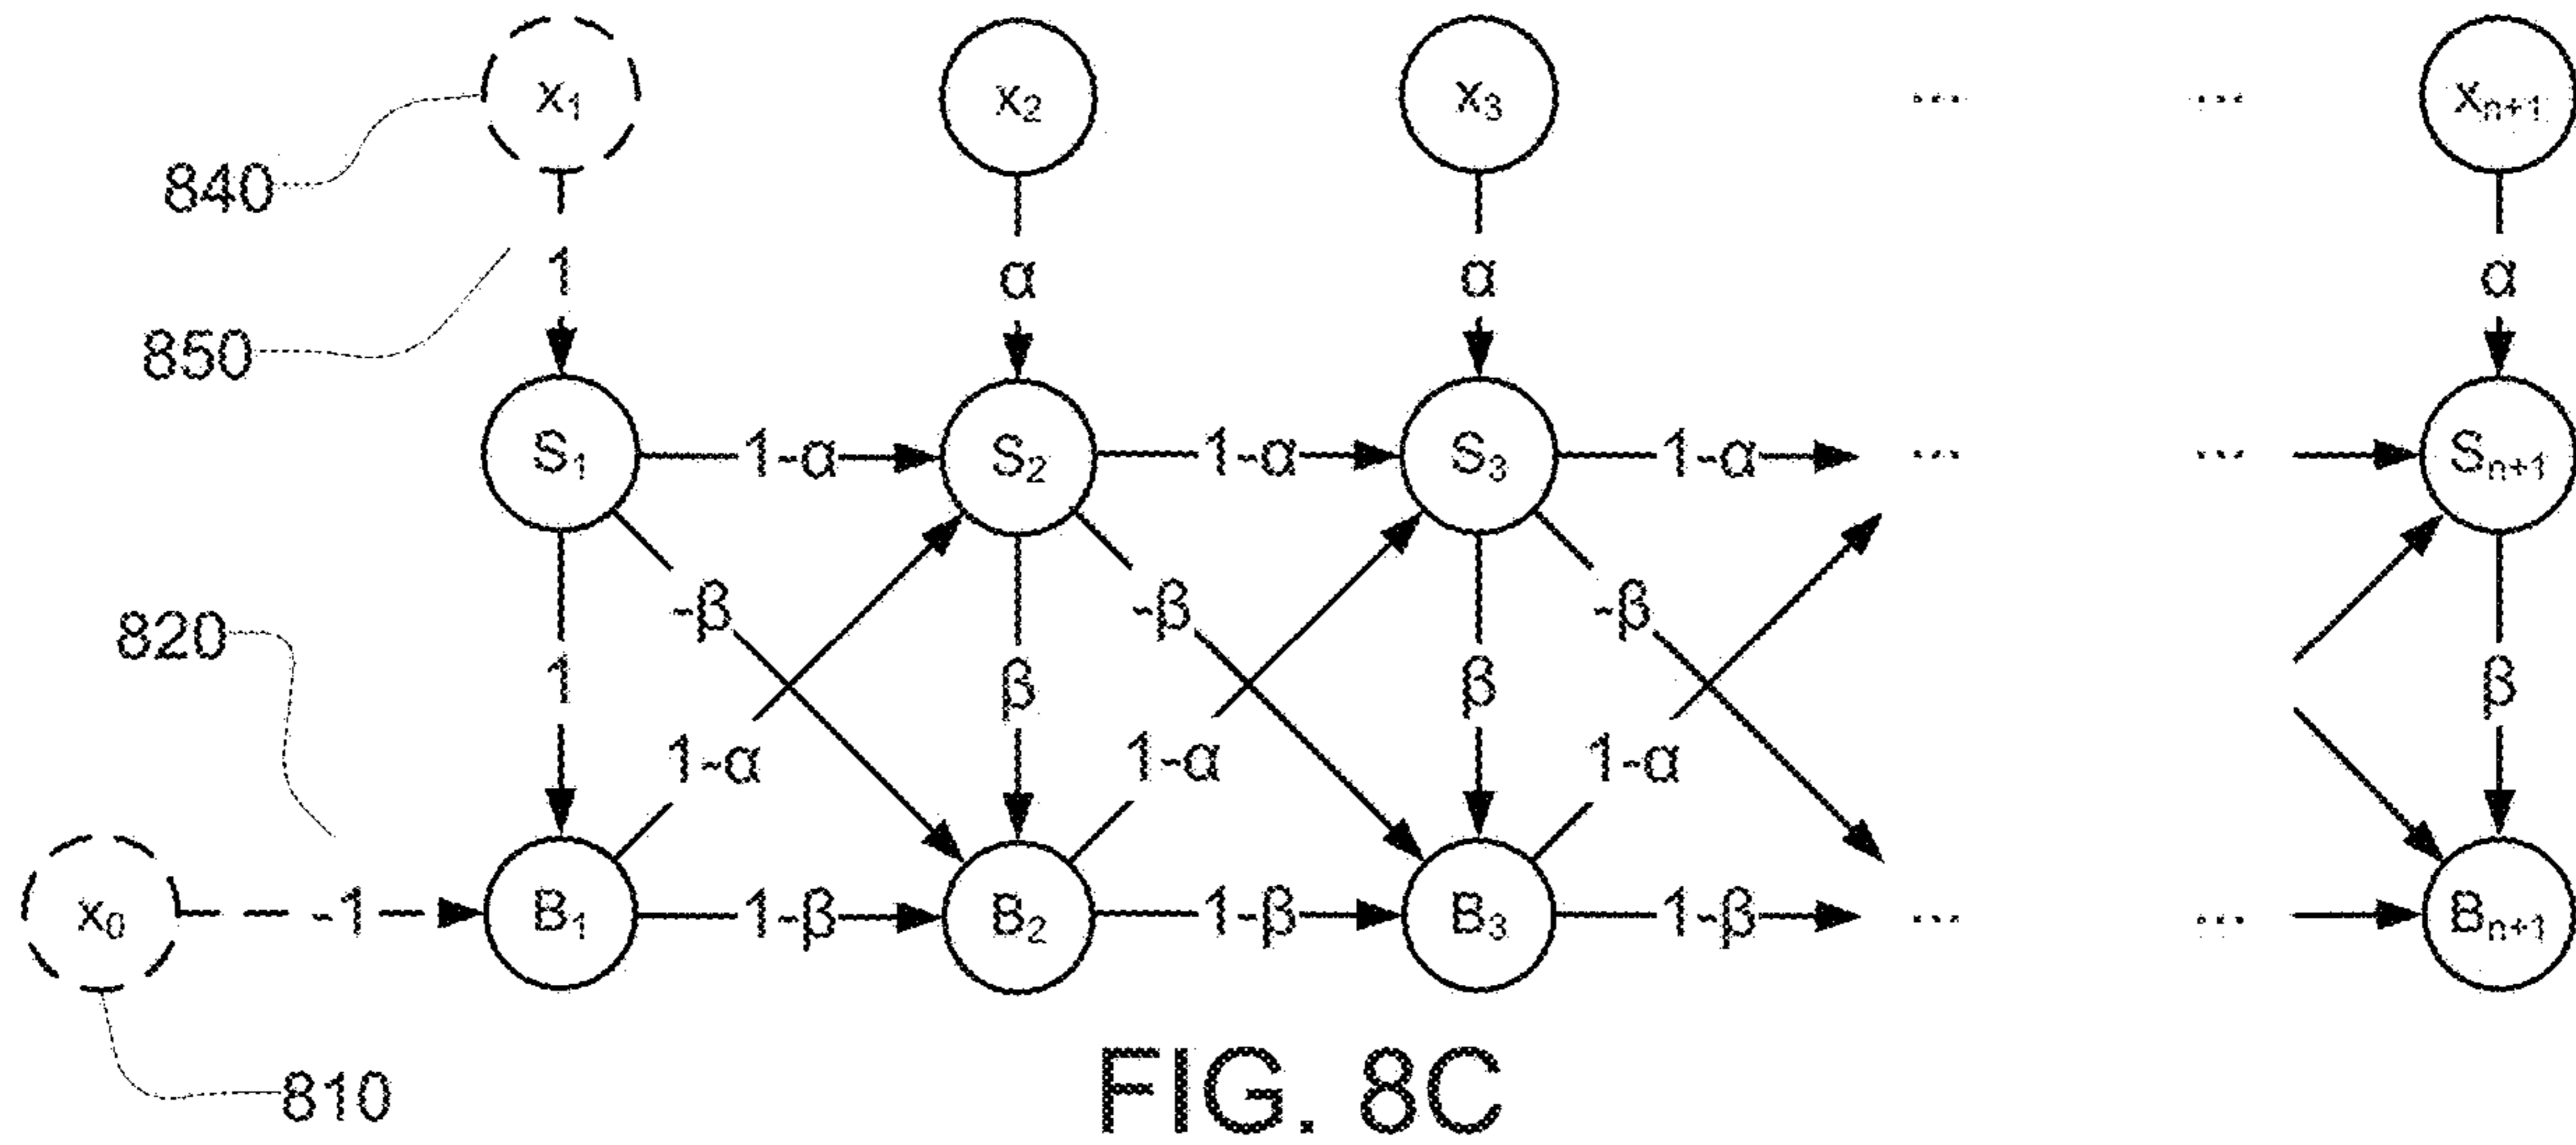 x₁ x₂ x₃ ... ... xₙ₊₁
840
1 α α α
850
S₁ 1-α S₂ 1-α S₃ 1-α ... ... Sₙ₊₁
-β -β -β
820
1 β β β
1-α 1-α 1-α
x₀ -1 B₁ 1-β B₂ 1-β B₃ 1-β ... ... Bₙ₊₁
810
FIG. 8C